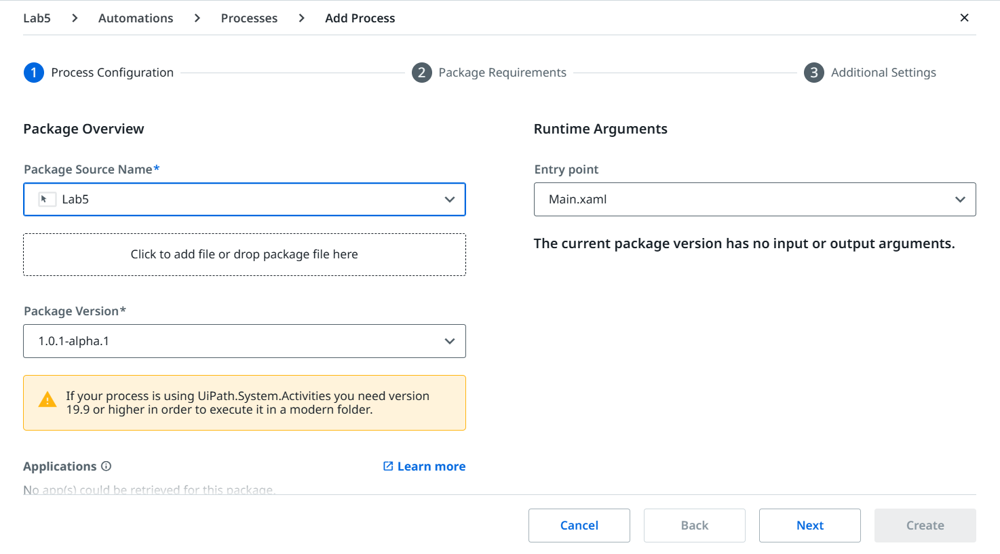 Lab5 > Automations > Processes > Add Process
1 Process Configuration
2 Package Requirements
3 Additional Settings
Package Overview
Package Source Name*
Lab5
Click to add file or drop package file here
Package Version*
1.0.1-alpha.1
If your process is using UiPath.System.Activities you need version
19.9 or higher in order to execute it in a modern folder.
Applications
Learn more
No app(s) could be retrieved for this package.
Runtime Arguments
Entry point
Main.xaml
The current package version has no input or output arguments.
Cancel
Back
Next
Create